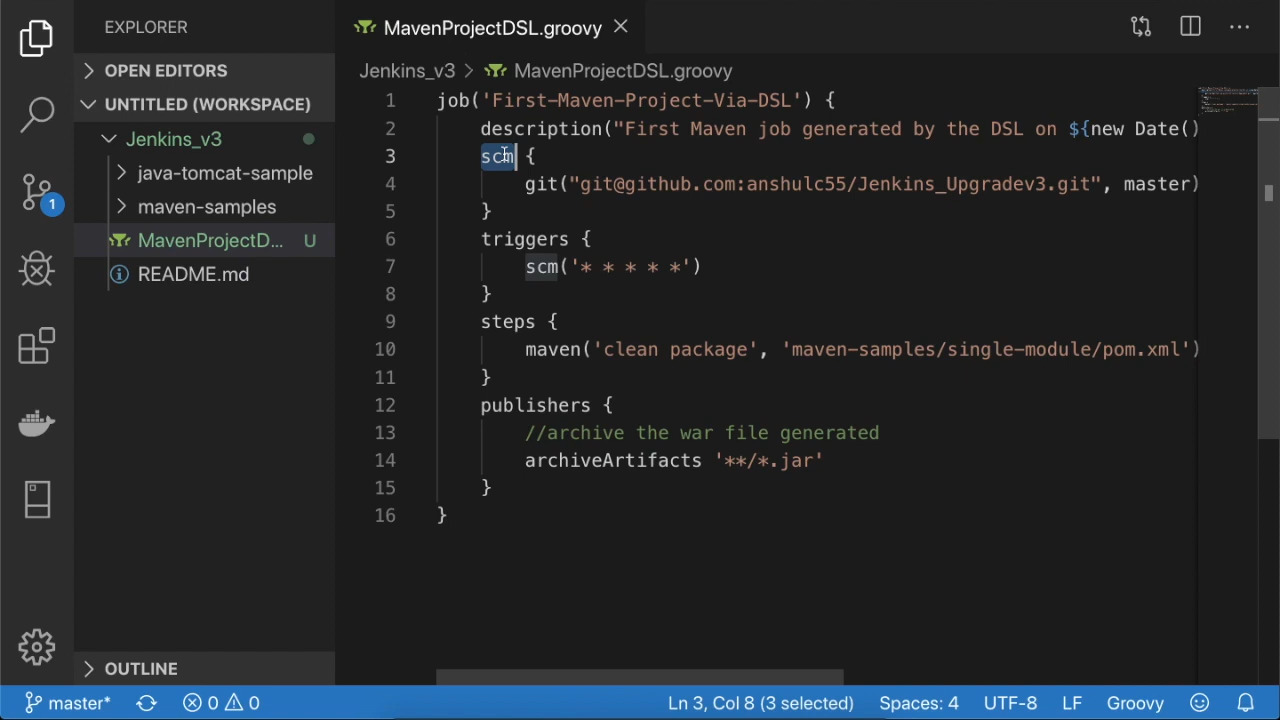 EXPLORER
OPEN EDITORS
UNTITLED (WORKSPACE)
Jenkins_v3
java-tomcat-sample
maven-samples
MavenProjectD... U
README.md
OUTLINE
1
MavenProjectDSL.groovy
Jenkins_v3 > MavenProjectDSL.groovy
1 job('First-Maven-Project-Via-DSL') {
2 description("First Maven job generated by the DSL on ${new Date()
3 scm {
4 git("git@github.com:anshulc55/Jenkins_Upgradev3.git", master)
5 }
6 triggers {
7 scm('* * * * *')
8 }
9 steps {
10 maven('clean package', 'maven-samples/single-module/pom.xml')
11 }
12 publishers {
13 //archive the war file generated
14 archiveArtifacts '**/*.jar'
15 }
16 }
master* 0 0 Ln 3, Col 8 (3 selected) Spaces: 4 UTF-8 LF Groovy